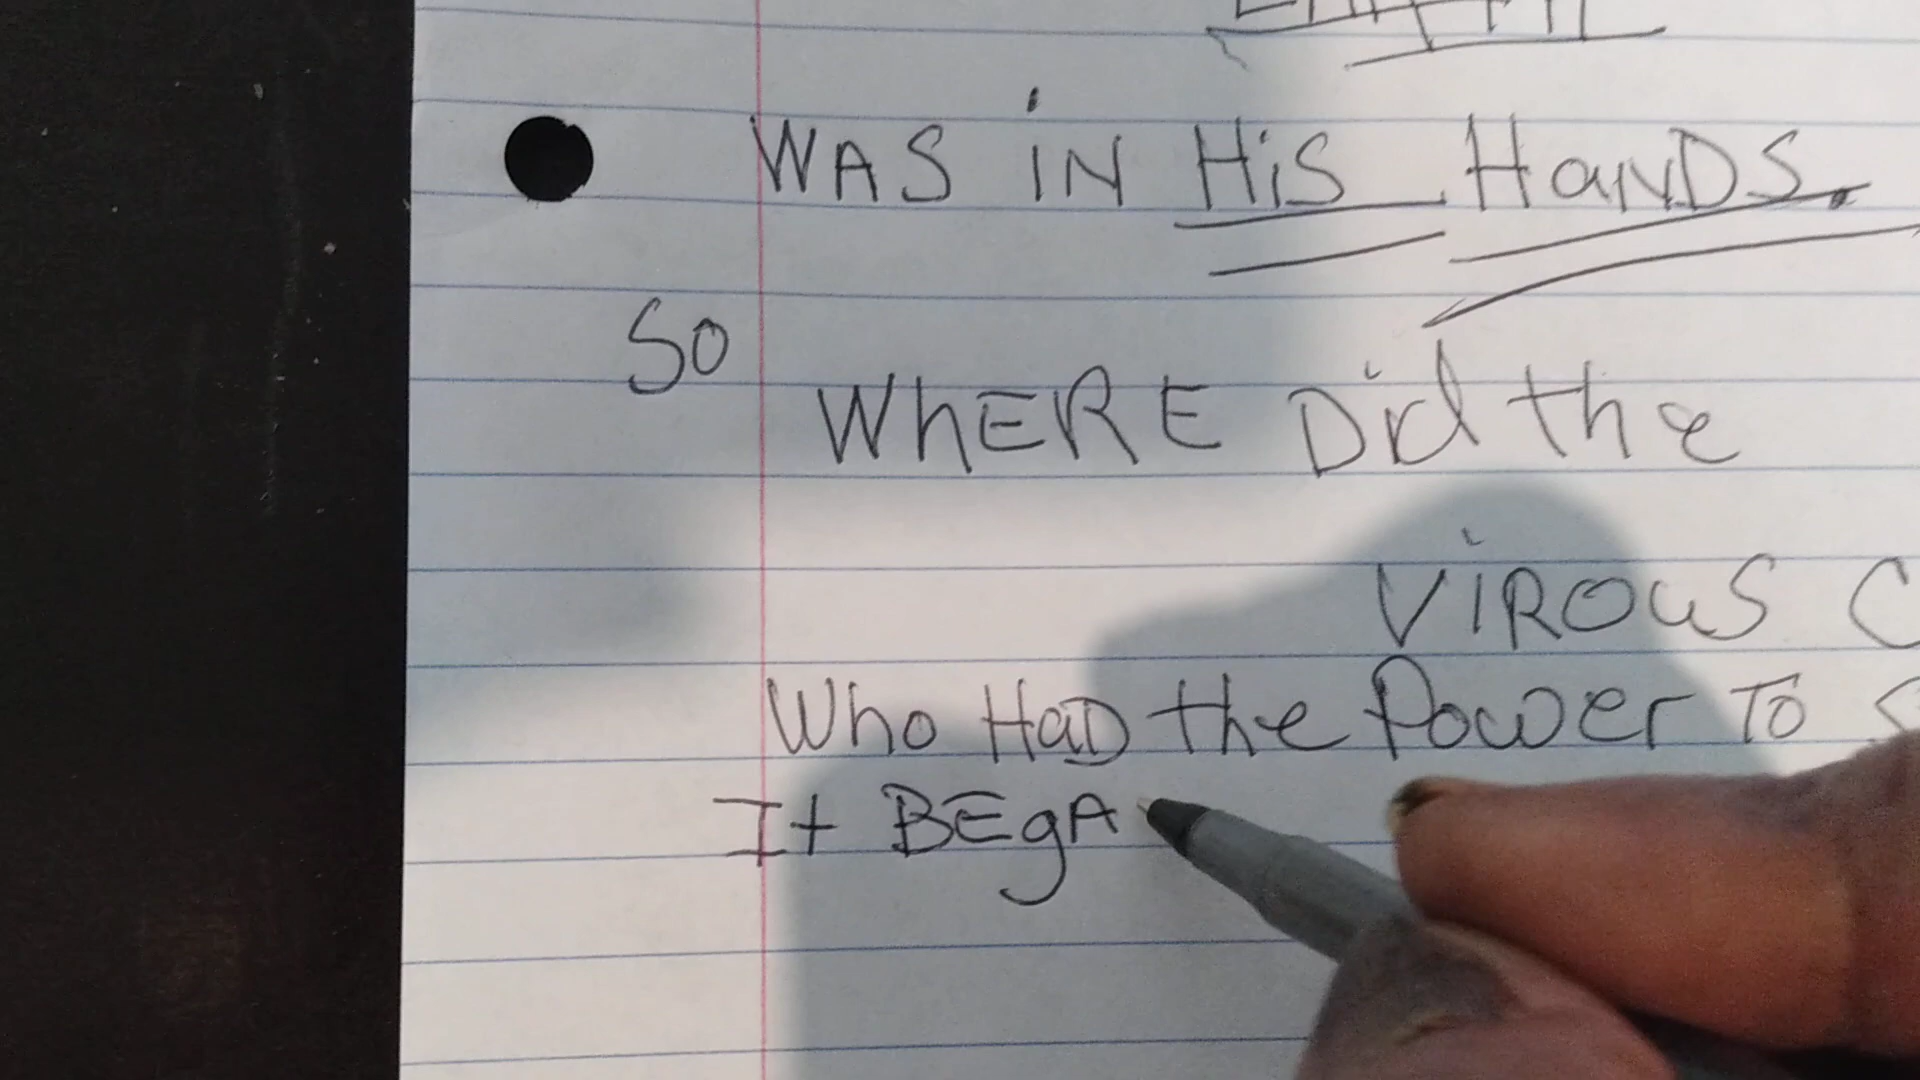 WAS iN HiS HaNDS.
So
WhERE Did the
ViROUS C
Who HaD the Power To S
It BEgA